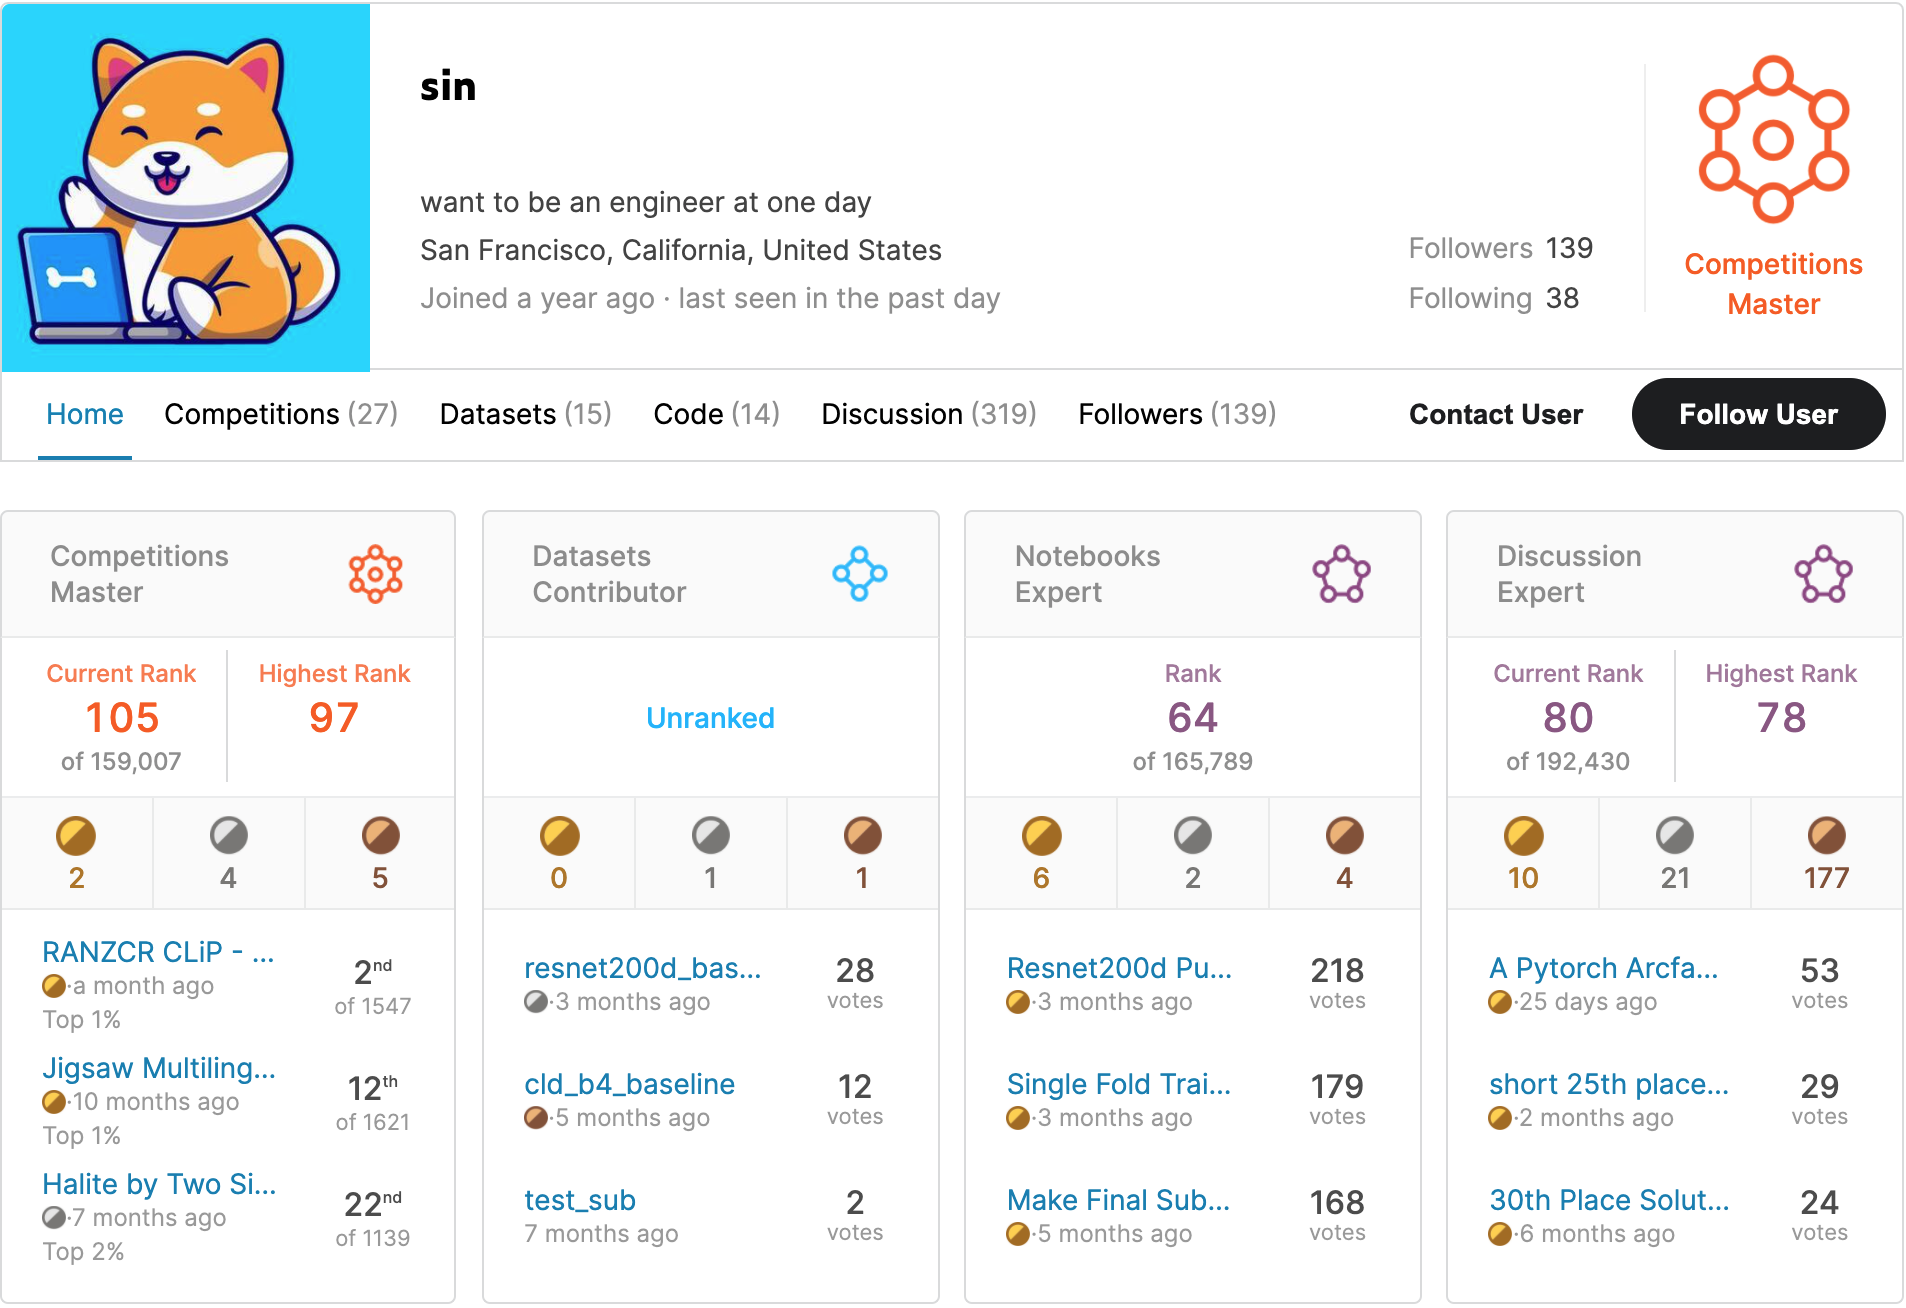 sin
want to be an engineer at one day
San Francisco, California, United States
Joined a year ago · last seen in the past day
Followers 139
Following 38
Competitions
Master
Home Competitions (27) Datasets (15) Code (14) Discussion (319) Followers (139) Contact User Follow User
Competitions
Master
Current Rank Highest Rank
105 97
of 159,007
2 4 5
RANZCR CLiP - ...
·a month ago
Top 1%
2nd
of 1547
Jigsaw Multiling...
·10 months ago
Top 1%
12th
of 1621
Halite by Two Si...
·7 months ago
Top 2%
22nd
of 1139
Datasets
Contributor
Unranked
0 1 1
resnet200d_bas...
·3 months ago
28
votes
cld_b4_baseline
·5 months ago
12
votes
test_sub
7 months ago
2
votes
Notebooks
Expert
Rank
64
of 165,789
6 2 4
Resnet200d Pu...
·3 months ago
218
votes
Single Fold Trai...
·3 months ago
179
votes
Make Final Sub...
·5 months ago
168
votes
Discussion
Expert
Current Rank Highest Rank
80 78
of 192,430
10 21 177
A Pytorch Arcfa...
·25 days ago
53
votes
short 25th place...
·2 months ago
29
votes
30th Place Solut...
·6 months ago
24
votes